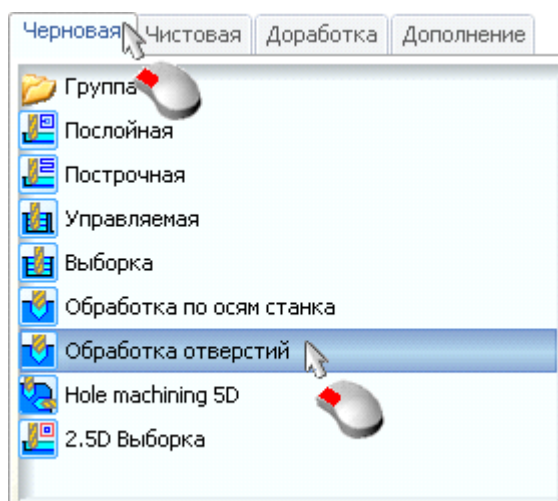 Черновая Чистовая Доработка Дополнение
Группа
Послойная
Построчная
Управляемая
Выборка
Обработка по осям станка
Обработка отверстий
Hole machining 5D
2.5D Выборка